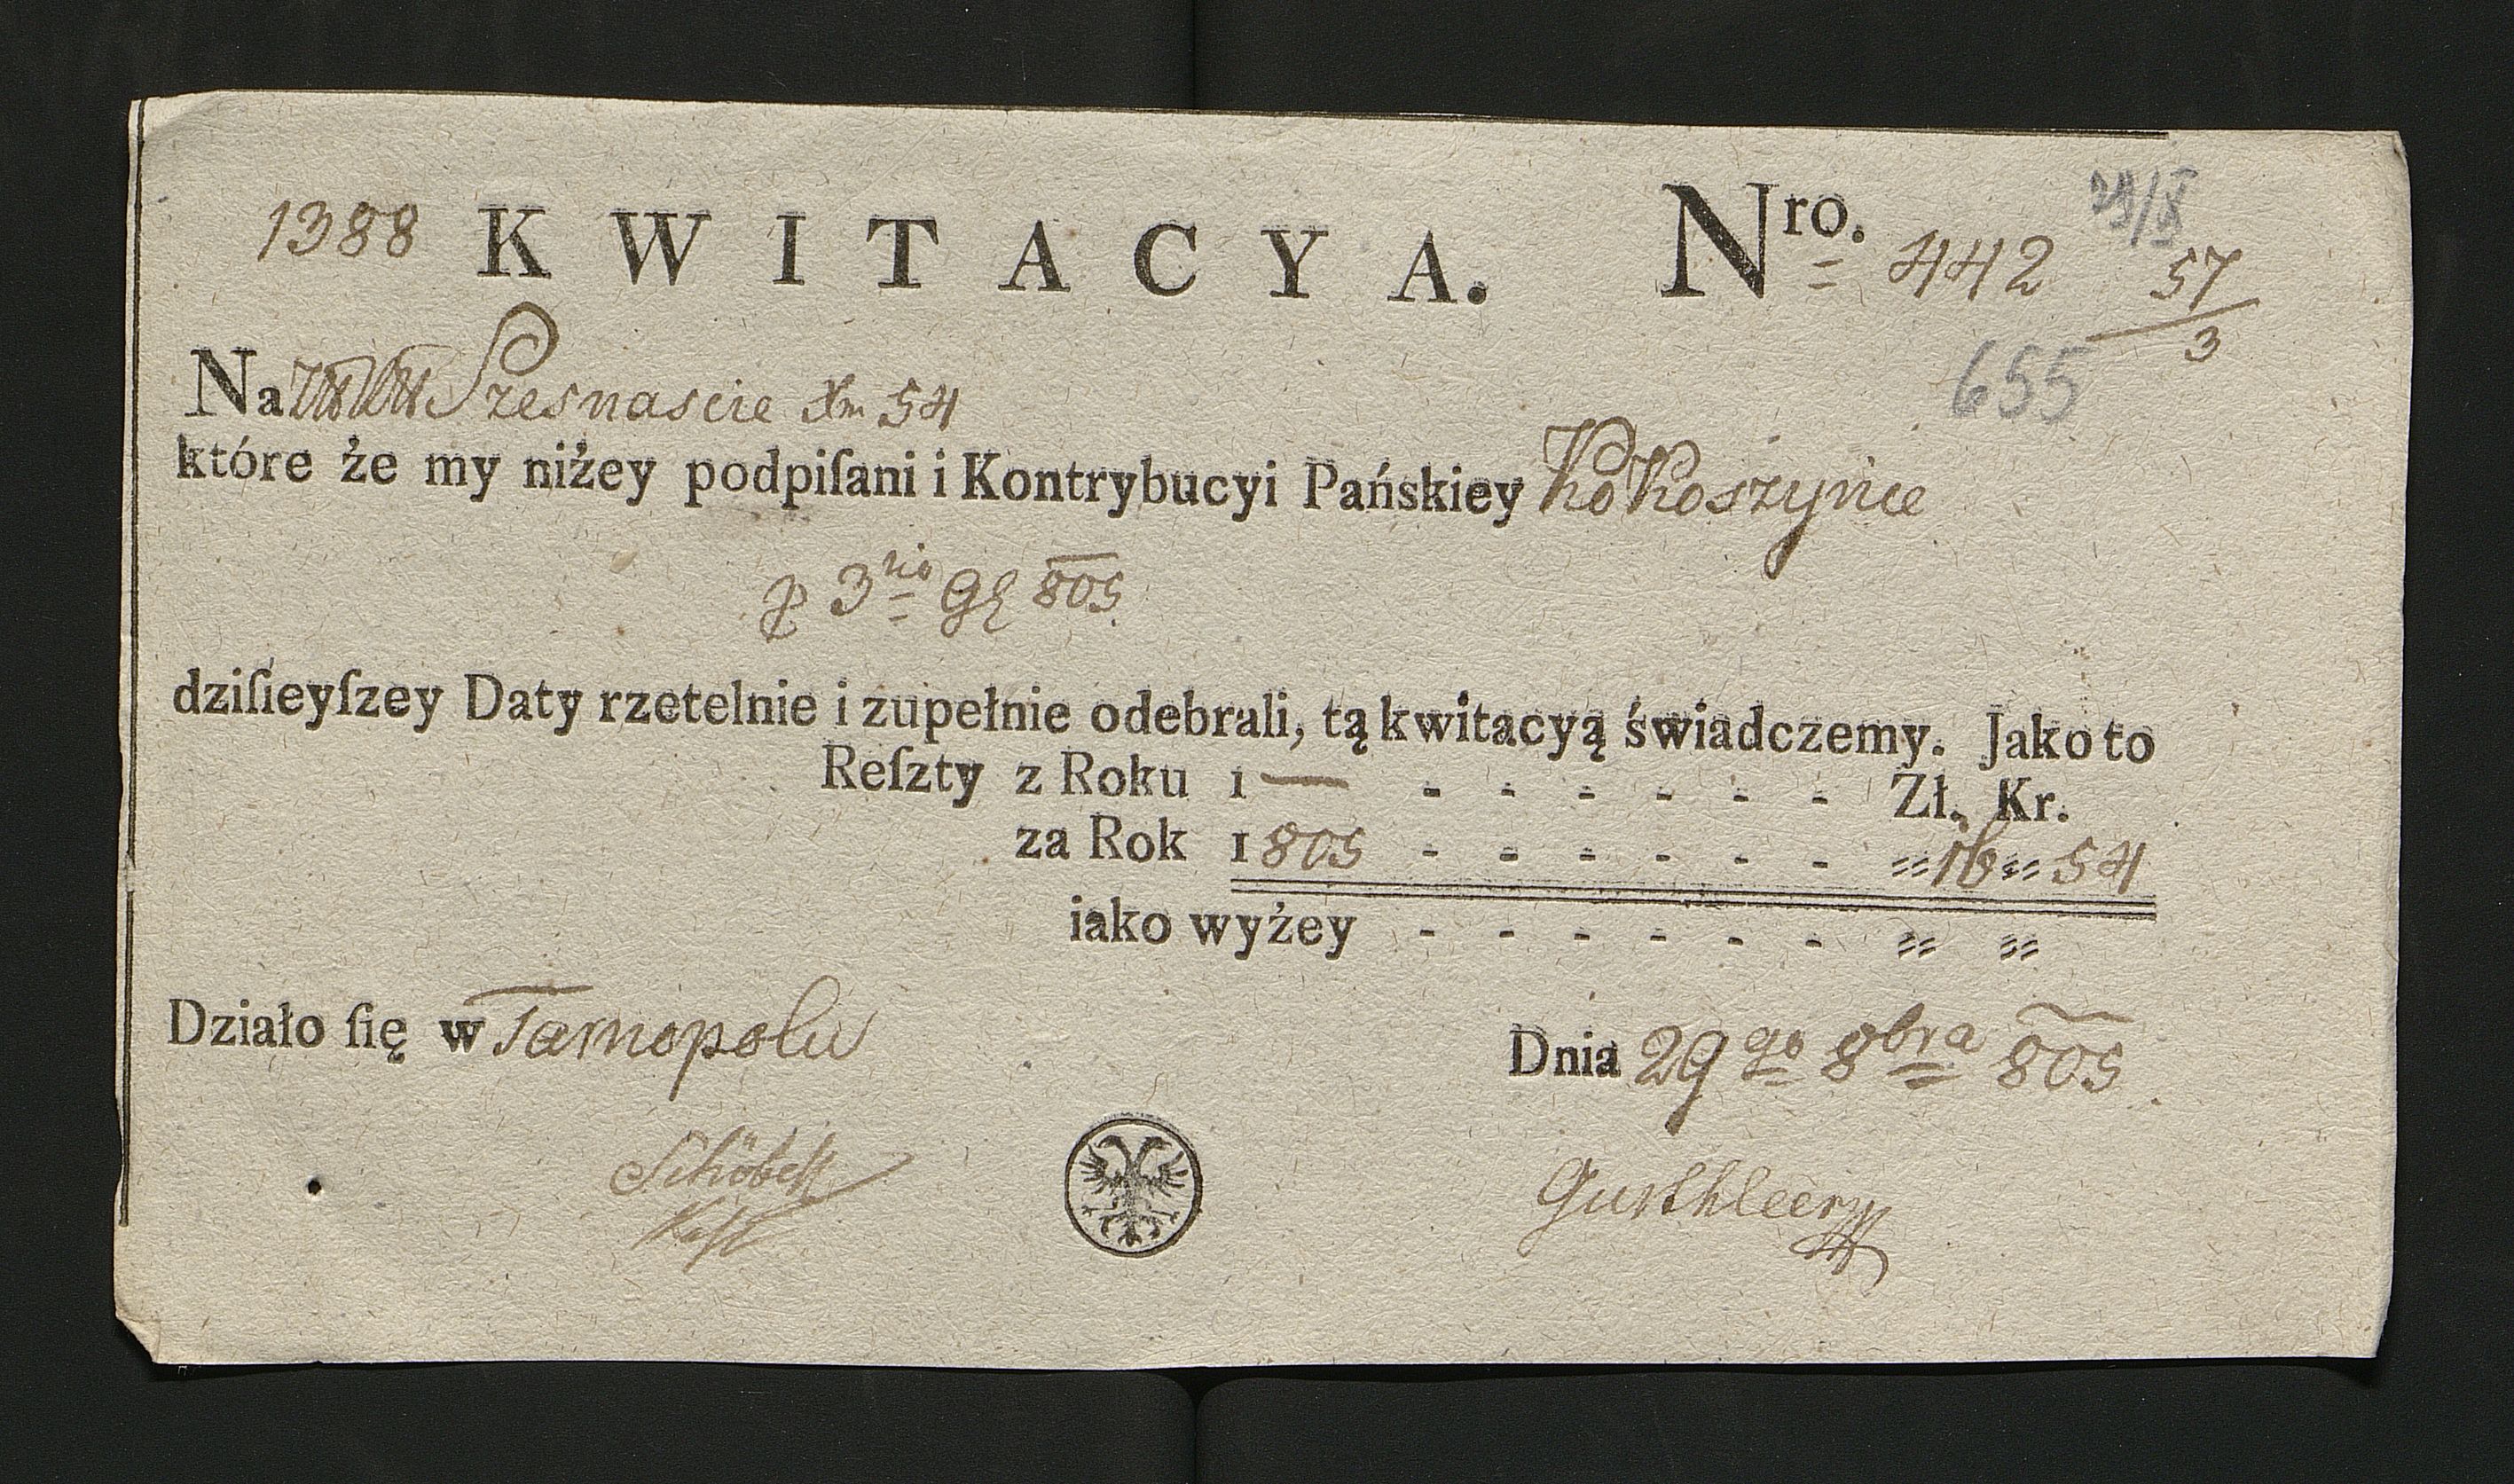 1388 KWITACYA. Nro. 442 57/3
29/X
655
Na Szesnascie Xm 54
które że my niżey podpiſani i Kontrybucyi Pańskiey Kokoszynce
3tio 805
dziſieyſzey Daty rzetelnie i zupełnie odebrali, tą kwitacyą świadczemy. Jako to
Reſzty z Roku 1— - - - - - - Zł. Kr.
za Rok 1805 - - - - - - „ 16 „ 54
iako wyżey - - - - - - „ „
Działo ſię w Tarnopolu Dnia 29go 8bra 805